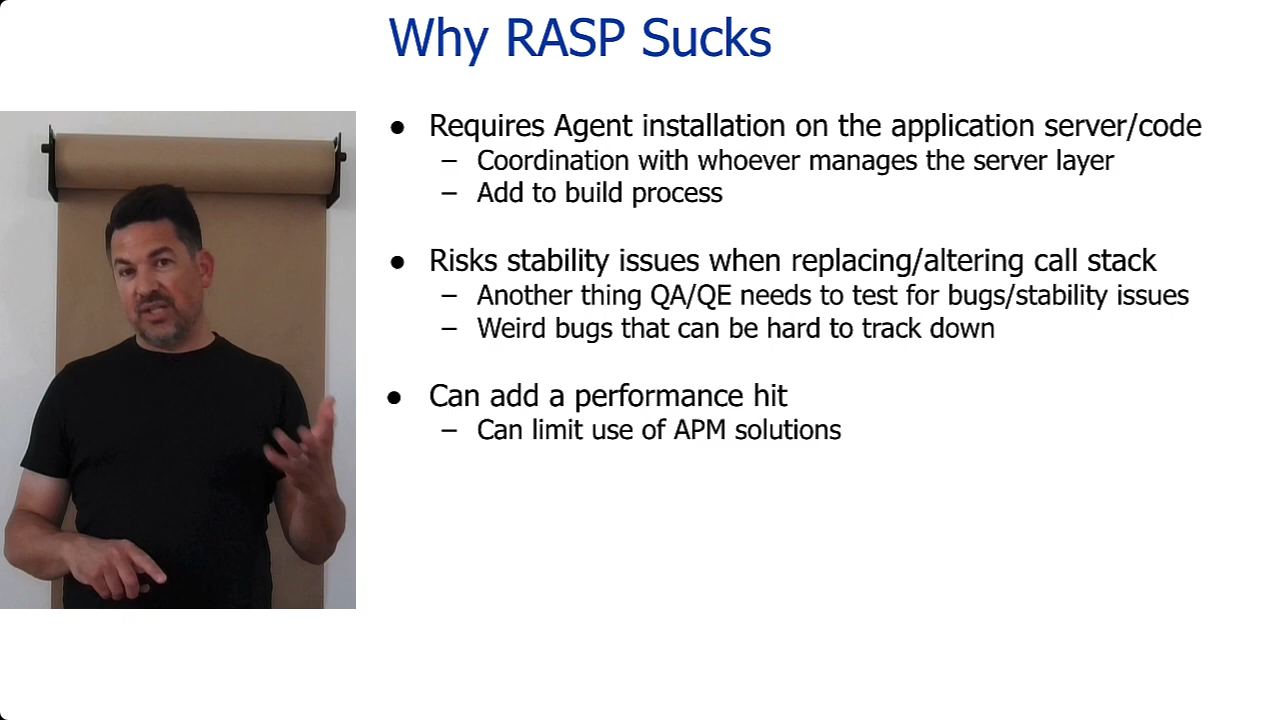 Why RASP Sucks
● Requires Agent installation on the application server/code
– Coordination with whoever manages the server layer
– Add to build process
● Risks stability issues when replacing/altering call stack
– Another thing QA/QE needs to test for bugs/stability issues
– Weird bugs that can be hard to track down
● Can add a performance hit
– Can limit use of APM solutions